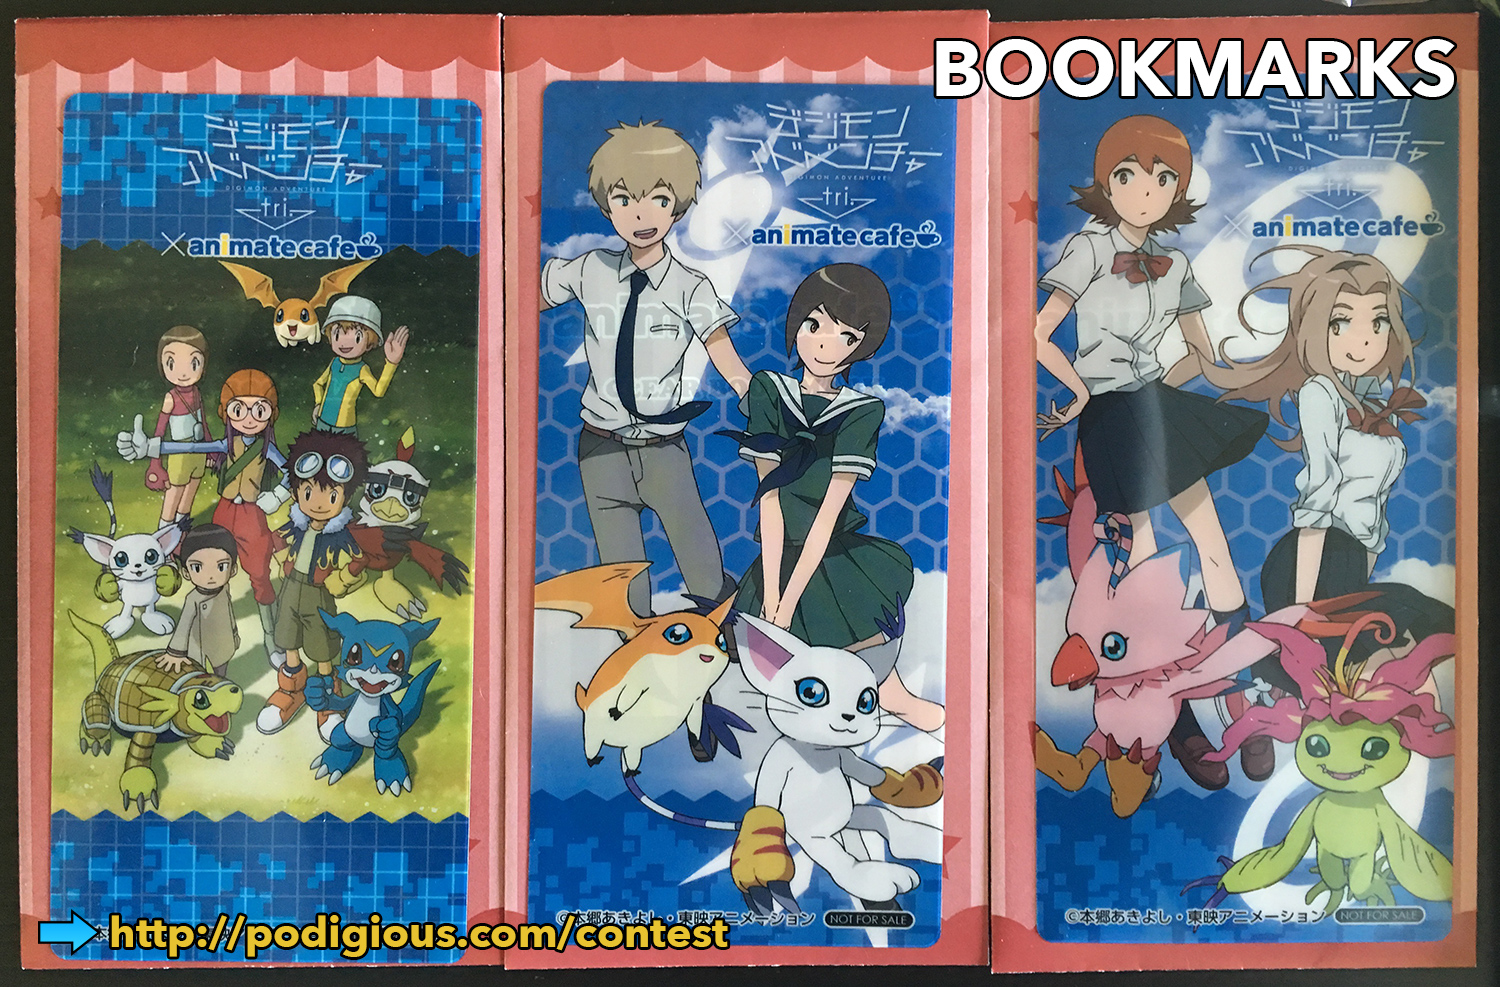 BOOKMARKS
デジモン
アドベンチャー
DIGIMON ADVENTURE
tri.
×animatecafe
デジモン
アドベンチャー
DIGIMON ADVENTURE
tri.
×animatecafe
デジモン
アドベンチャー
DIGIMON ADVENTURE
tri.
×animatecafe
©本郷あきよし・東映アニメーション NOT FOR SALE
©本郷あきよし・東映アニメーション NOT FOR SALE
http://podigious.com/contest